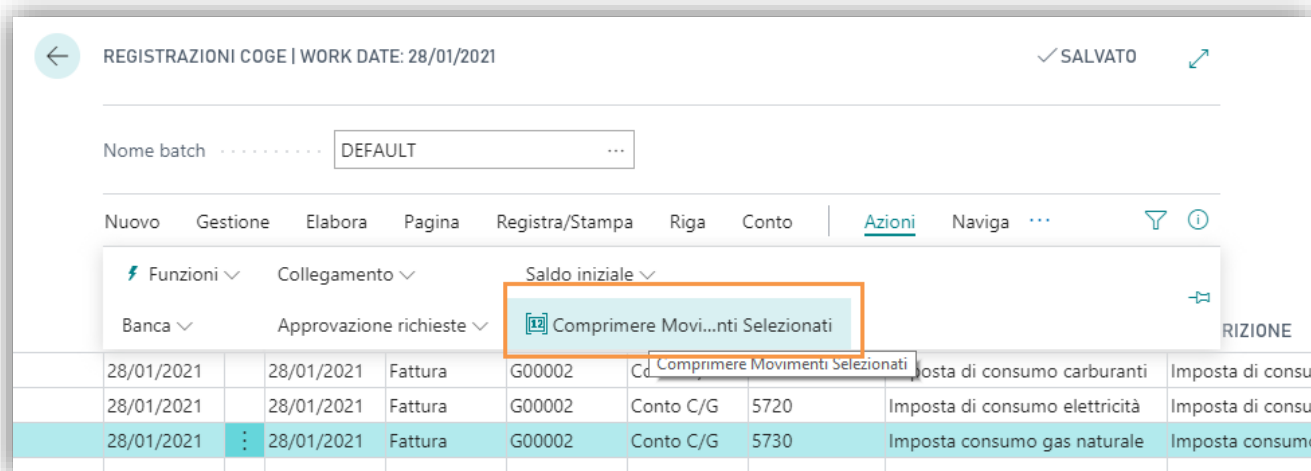 REGISTRAZIONI COGE | WORK DATE: 28/01/2021 SALVATO
Nome batch DEFAULT ...
Nuovo Gestione Elabora Pagina Registra/Stampa Riga Conto Azioni Naviga ...
Funzioni Collegamento Saldo iniziale
Banca Approvazione richieste 12 Comprimere Movi...nti Selezionati RIZIONE
Comprimere Movimenti Selezionati
28/01/2021 28/01/2021 Fattura G00002 posta di consumo carburanti Imposta di consu
28/01/2021 28/01/2021 Fattura G00002 Conto C/G 5720 Imposta di consumo elettricità Imposta di consu
28/01/2021 28/01/2021 Fattura G00002 Conto C/G 5730 Imposta consumo gas naturale Imposta consumo